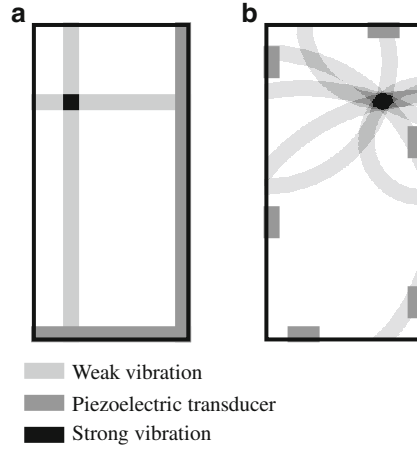 a
b
Weak vibration
Piezoelectric transducer
Strong vibration